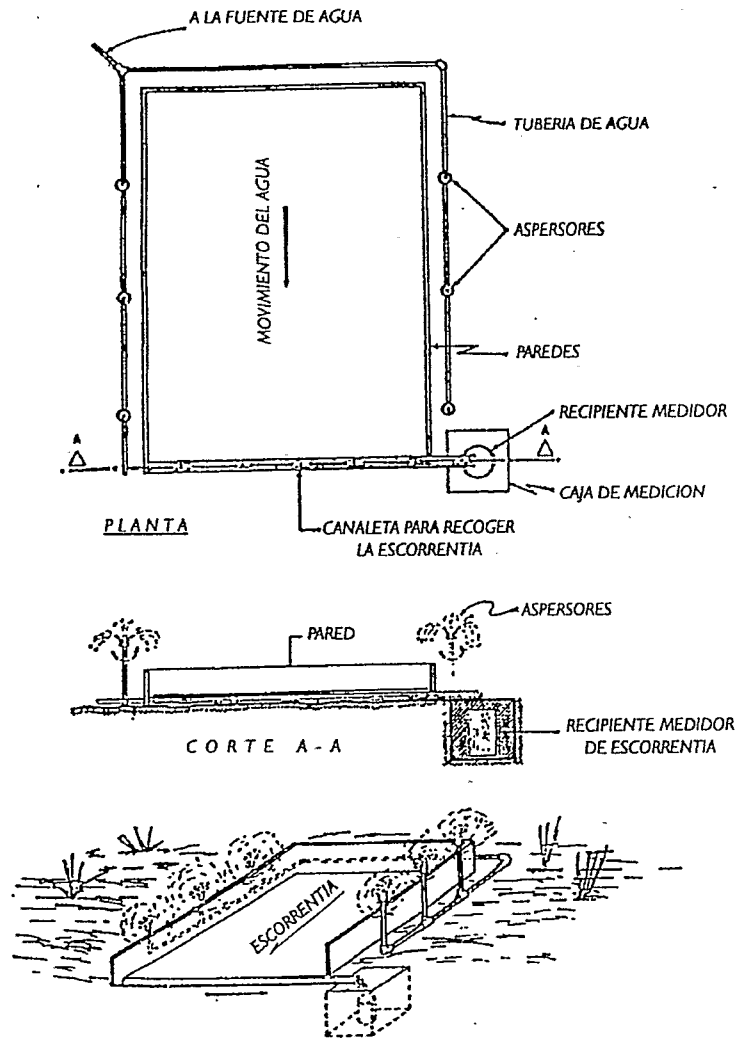 A LA FUENTE DE AGUA
TUBERIA DE AGUA
MOVIMIENTO DEL AGUA
ASPERSORES
PAREDES
RECIPIENTE MEDIDOR
A
A
CAJA DE MEDICION
PLANTA
CANALETA PARA RECOGER
LA ESCORRENTIA
ASPERSORES
PARED
RECIPIENTE MEDIDOR
DE ESCORRENTIA
CORTE A-A
ESCORRENTIA